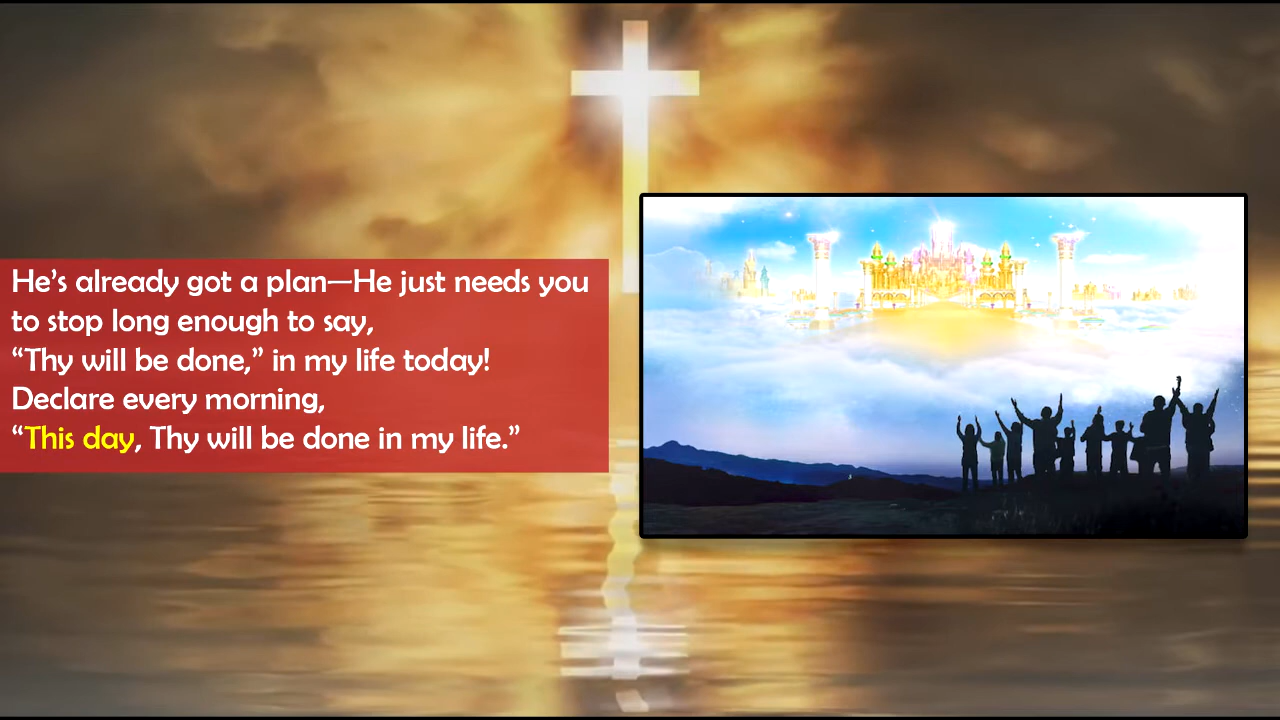 He’s already got a plan—He just needs you
to stop long enough to say,
“Thy will be done,” in my life today!
Declare every morning,
“This day, Thy will be done in my life.”